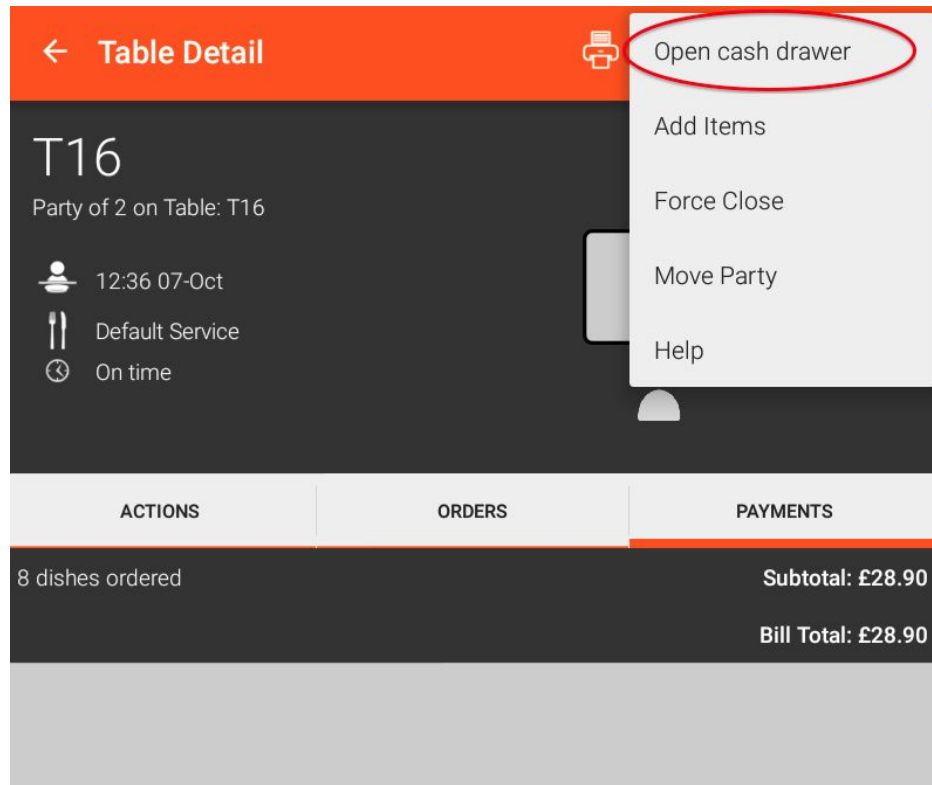 Table Detail
Open cash drawer
Add Items
Force Close
Move Party
Help
T16
Party of 2 on Table: T16
12:36 07-Oct
Default Service
On time
ACTIONS
ORDERS
PAYMENTS
8 dishes ordered
Subtotal: £28.90
Bill Total: £28.90